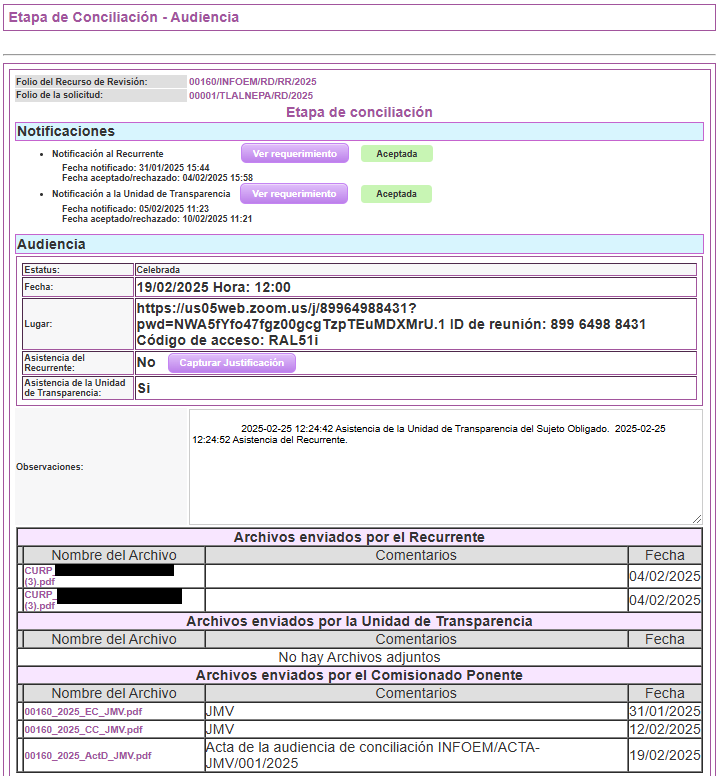 Etapa de Conciliación - Audiencia
Folio del Recurso de Revisión: 00160/INFOEM/RD/RR/2025
Folio de la solicitud: 00001/TLALNEPA/RD/2025
Etapa de conciliación
Notificaciones
Notificación al Recurrente Ver requerimiento Aceptada
Fecha notificado: 31/01/2025 15:44
Fecha aceptado/rechazado: 04/02/2025 15:58
Notificación a la Unidad de Transparencia Ver requerimiento Aceptada
Fecha notificado: 05/02/2025 11:23
Fecha aceptado/rechazado: 10/02/2025 11:21
Audiencia
Estatus: Celebrada
Fecha: 19/02/2025 Hora: 12:00
Lugar: https://us05web.zoom.us/j/89964988431?
pwd=NWA5fYfo47fgz00gcgTzpTEuMDXMrU.1 ID de reunión: 899 6498 8431
Código de acceso: RAL51i
Asistencia del
Recurrente: No Capturar Justificación
Asistencia de la Unidad
de Transparencia: Si
Observaciones:
2025-02-25 12:24:42 Asistencia de la Unidad de Transparencia del Sujeto Obligado. 2025-02-25
12:24:52 Asistencia del Recurrente.
Archivos enviados por el Recurrente
Nombre del Archivo Comentarios Fecha
CURP_
(3).pdf 04/02/2025
CURP_
(3).pdf 04/02/2025
Archivos enviados por la Unidad de Transparencia
Nombre del Archivo Comentarios Fecha
No hay Archivos adjuntos
Archivos enviados por el Comisionado Ponente
Nombre del Archivo Comentarios Fecha
00160_2025_EC_JMV.pdf JMV 31/01/2025
00160_2025_CC_JMV.pdf JMV 12/02/2025
00160_2025_ActD_JMV.pdf Acta de la audiencia de conciliación INFOEM/ACTA-
JMV/001/2025 19/02/2025